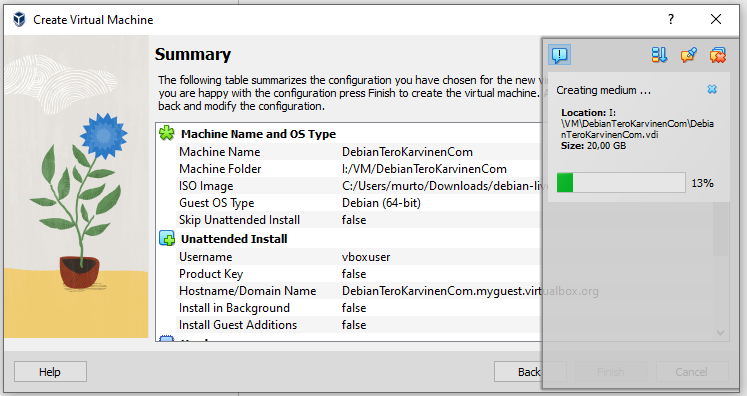 Create Virtual Machine
Summary
The following table summarizes the configuration you have chosen for the new
you are happy with the configuration press Finish to create the virtual machine.
back and modify the configuration.
Machine Name and OS Type
Machine Name DebianTeroKarvinenCom
Machine Folder I:/VM/DebianTeroKarvinenCom
ISO Image C:/Users/murto/Downloads/debian-live
Guest OS Type Debian (64-bit)
Skip Unattended Install false
Unattended Install
Username vboxuser
Product Key false
Hostname/Domain Name DebianTeroKarvinenCom.myguest.virtualbox.org
Install in Background false
Install Guest Additions false
Help
Back
Finish
Cancel
Creating medium ...
Location: I:
\VM\DebianTeroKarvinenCom\Debia
nTeroKarvinenCom.vdi
Size: 20,00 GB
13%